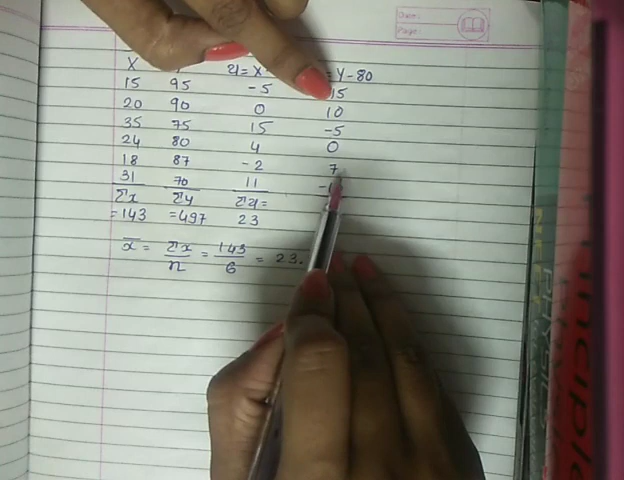 Date:
Page:
X u=X- =Y-80
15 95 -5 15
20 90 0 10
35 75 15 -5
24 80 4 0
18 87 -2 7
31 70 11
Σx Σy Σu=
=143 =497 23
x̄ = Σx/n = 143/6 = 23.